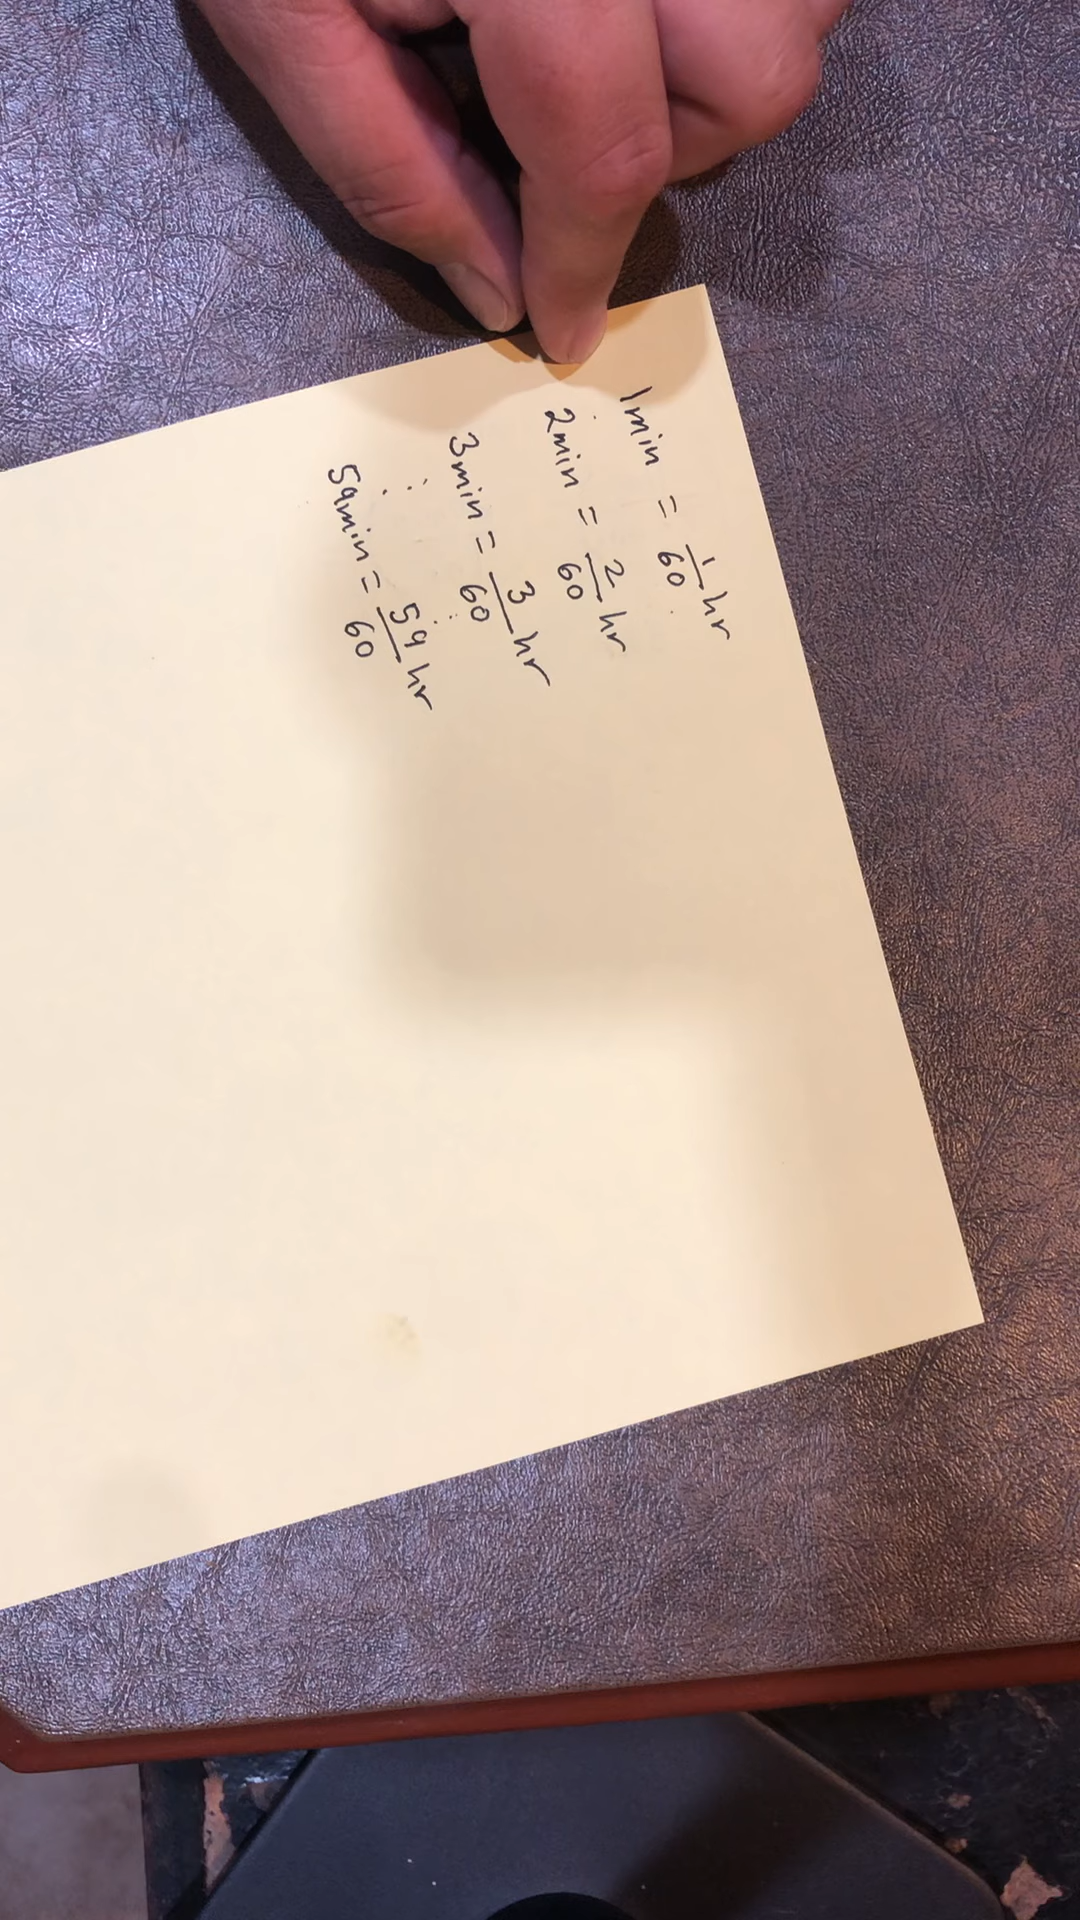 1min = 1/60 hr
2min = 2/60 hr
3min = 3/60 hr
⋮ ⋮
59min = 59/60 hr